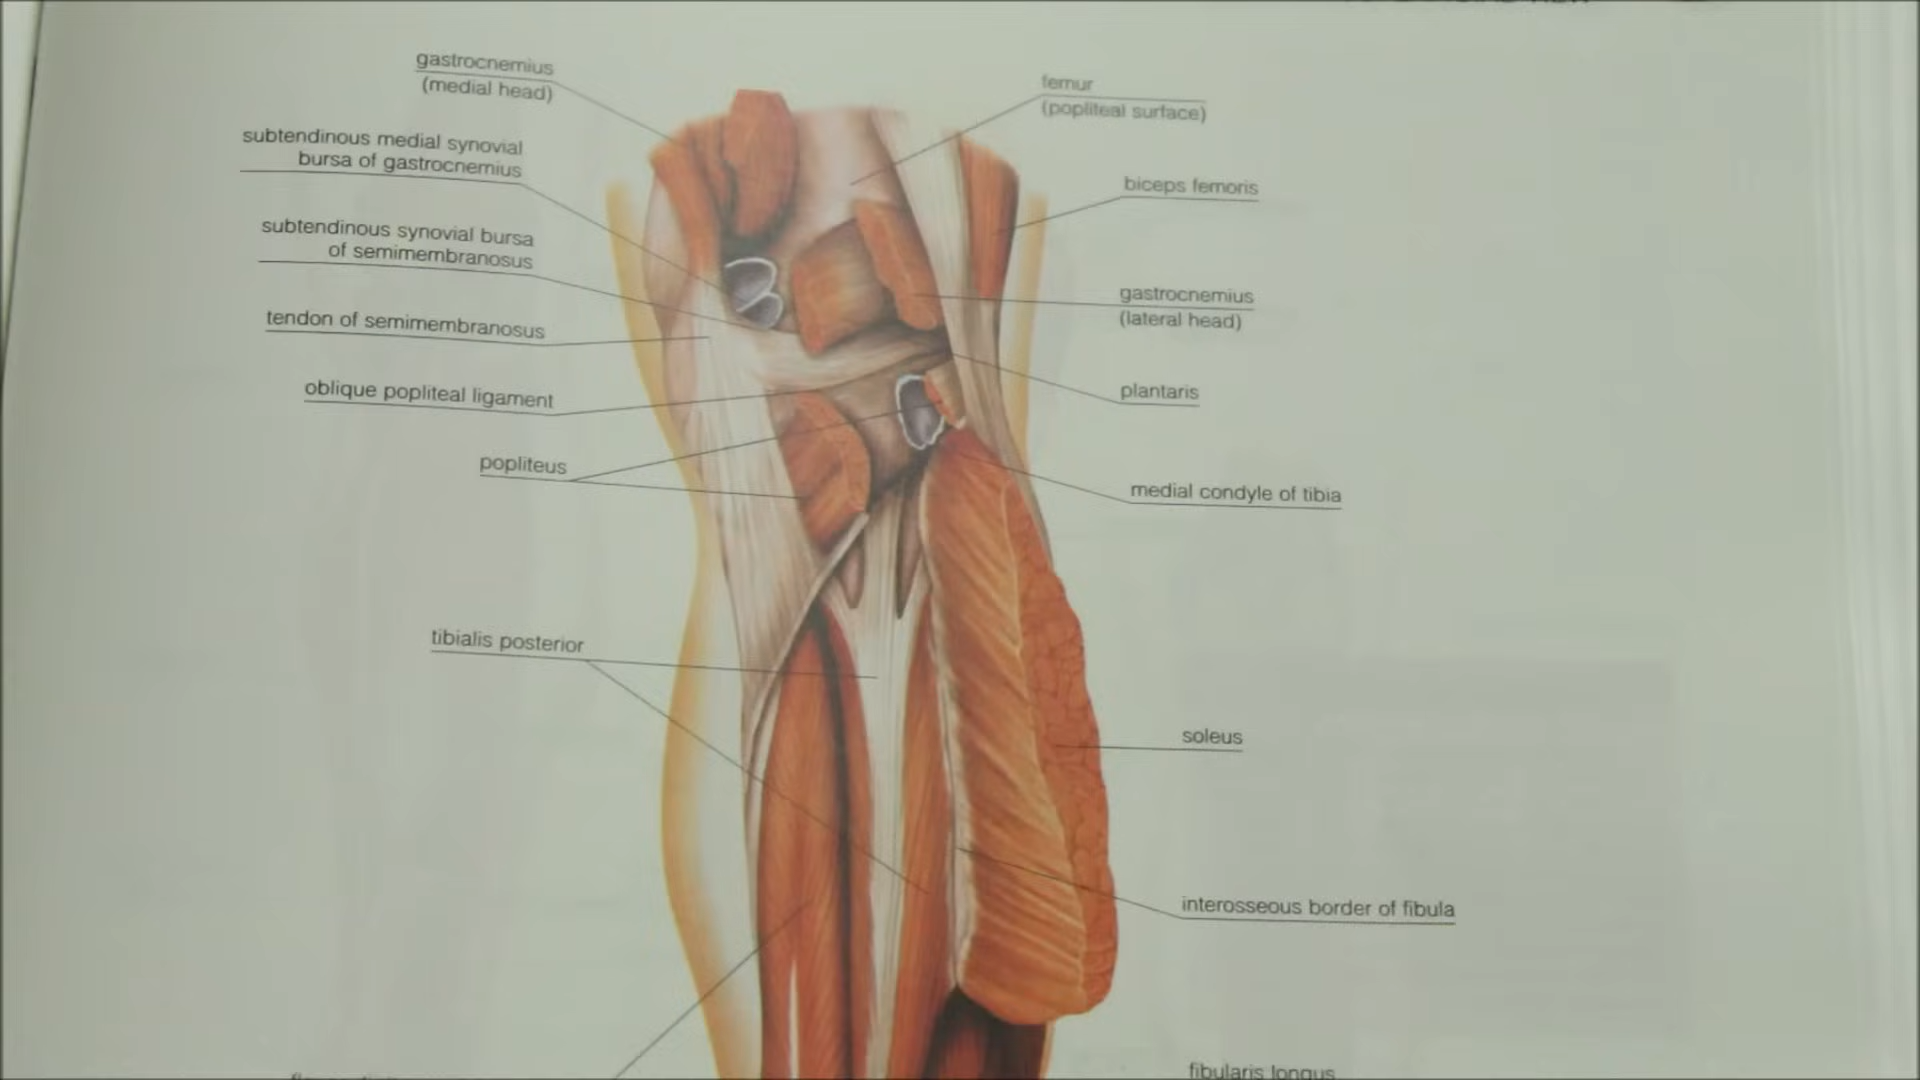 gastrocnemius
(medial head)
subtendinous medial synovial
bursa of gastrocnemius
subtendinous synovial bursa
of semimembranosus
tendon of semimembranosus
oblique popliteal ligament
popliteus
tibialis posterior
femur
(popliteal surface)
biceps femoris
gastrocnemius
(lateral head)
plantaris
medial condyle of tibia
soleus
interosseous border of fibula
fibularis longus